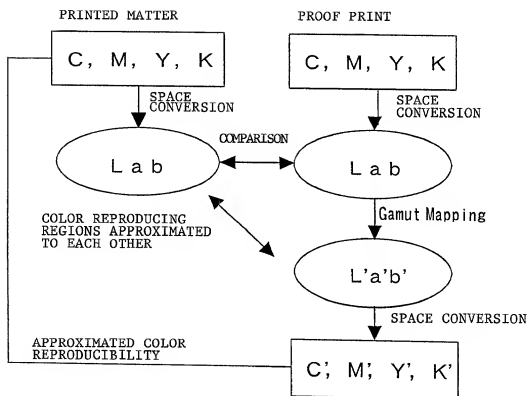 PRINTED MATTER
PROOF PRINT
C, M, Y, K
C, M, Y, K
SPACE
CONVERSION
SPACE
CONVERSION
COMPARISON
Lab
Lab
Gamut Mapping
COLOR REPRODUCING
REGIONS APPROXIMATED
TO EACH OTHER
L'a'b'
SPACE CONVERSION
APPROXIMATED COLOR
REPRODUCIBILITY
C', M', Y', K'